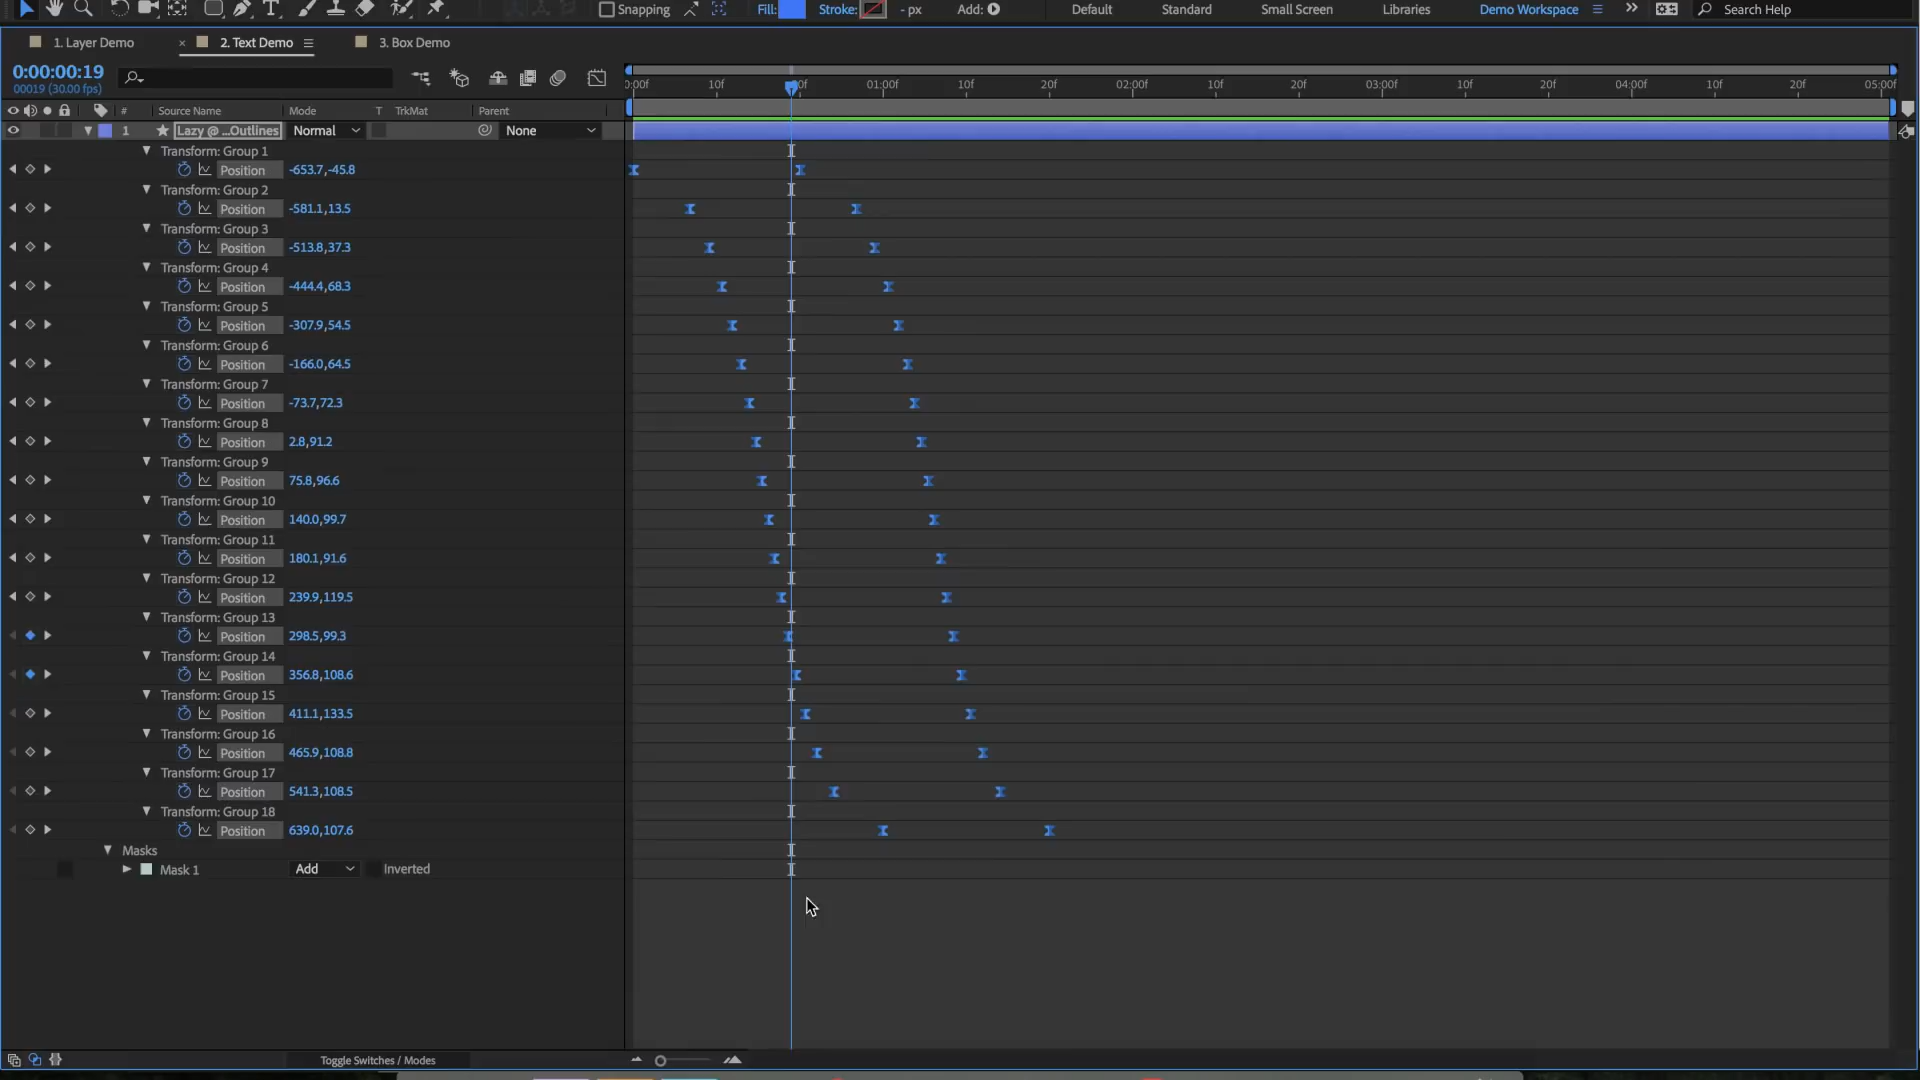 Snapping Fill: Stroke: - px Add: Default Standard Small Screen Libraries Demo Workspace Search Help
1. Layer Demo 2. Text Demo 3. Box Demo
0:00:00:19
00019 (30.00 fps)
0:00f 10f 01:00f 10f 20f 02:00f 10f 20f 03:00f 10f 20f 04:00f 10f 20f 05:00f
# Source Name Mode T TrkMat Parent
1 Lazy @ ...Outlines Normal None
Transform: Group 1
Position -653.7,-45.8
Transform: Group 2
Position -581.1,13.5
Transform: Group 3
Position -513.8,37.3
Transform: Group 4
Position -444.4,68.3
Transform: Group 5
Position -307.9,54.5
Transform: Group 6
Position -166.0,64.5
Transform: Group 7
Position -73.7,72.3
Transform: Group 8
Position 2.8,91.2
Transform: Group 9
Position 75.8,96.6
Transform: Group 10
Position 140.0,99.7
Transform: Group 11
Position 180.1,91.6
Transform: Group 12
Position 239.9,119.5
Transform: Group 13
Position 298.5,99.3
Transform: Group 14
Position 356.8,108.6
Transform: Group 15
Position 411.1,133.5
Transform: Group 16
Position 465.9,108.8
Transform: Group 17
Position 541.3,108.5
Transform: Group 18
Position 639.0,107.6
Masks
Mask 1 Add Inverted
Toggle Switches / Modes